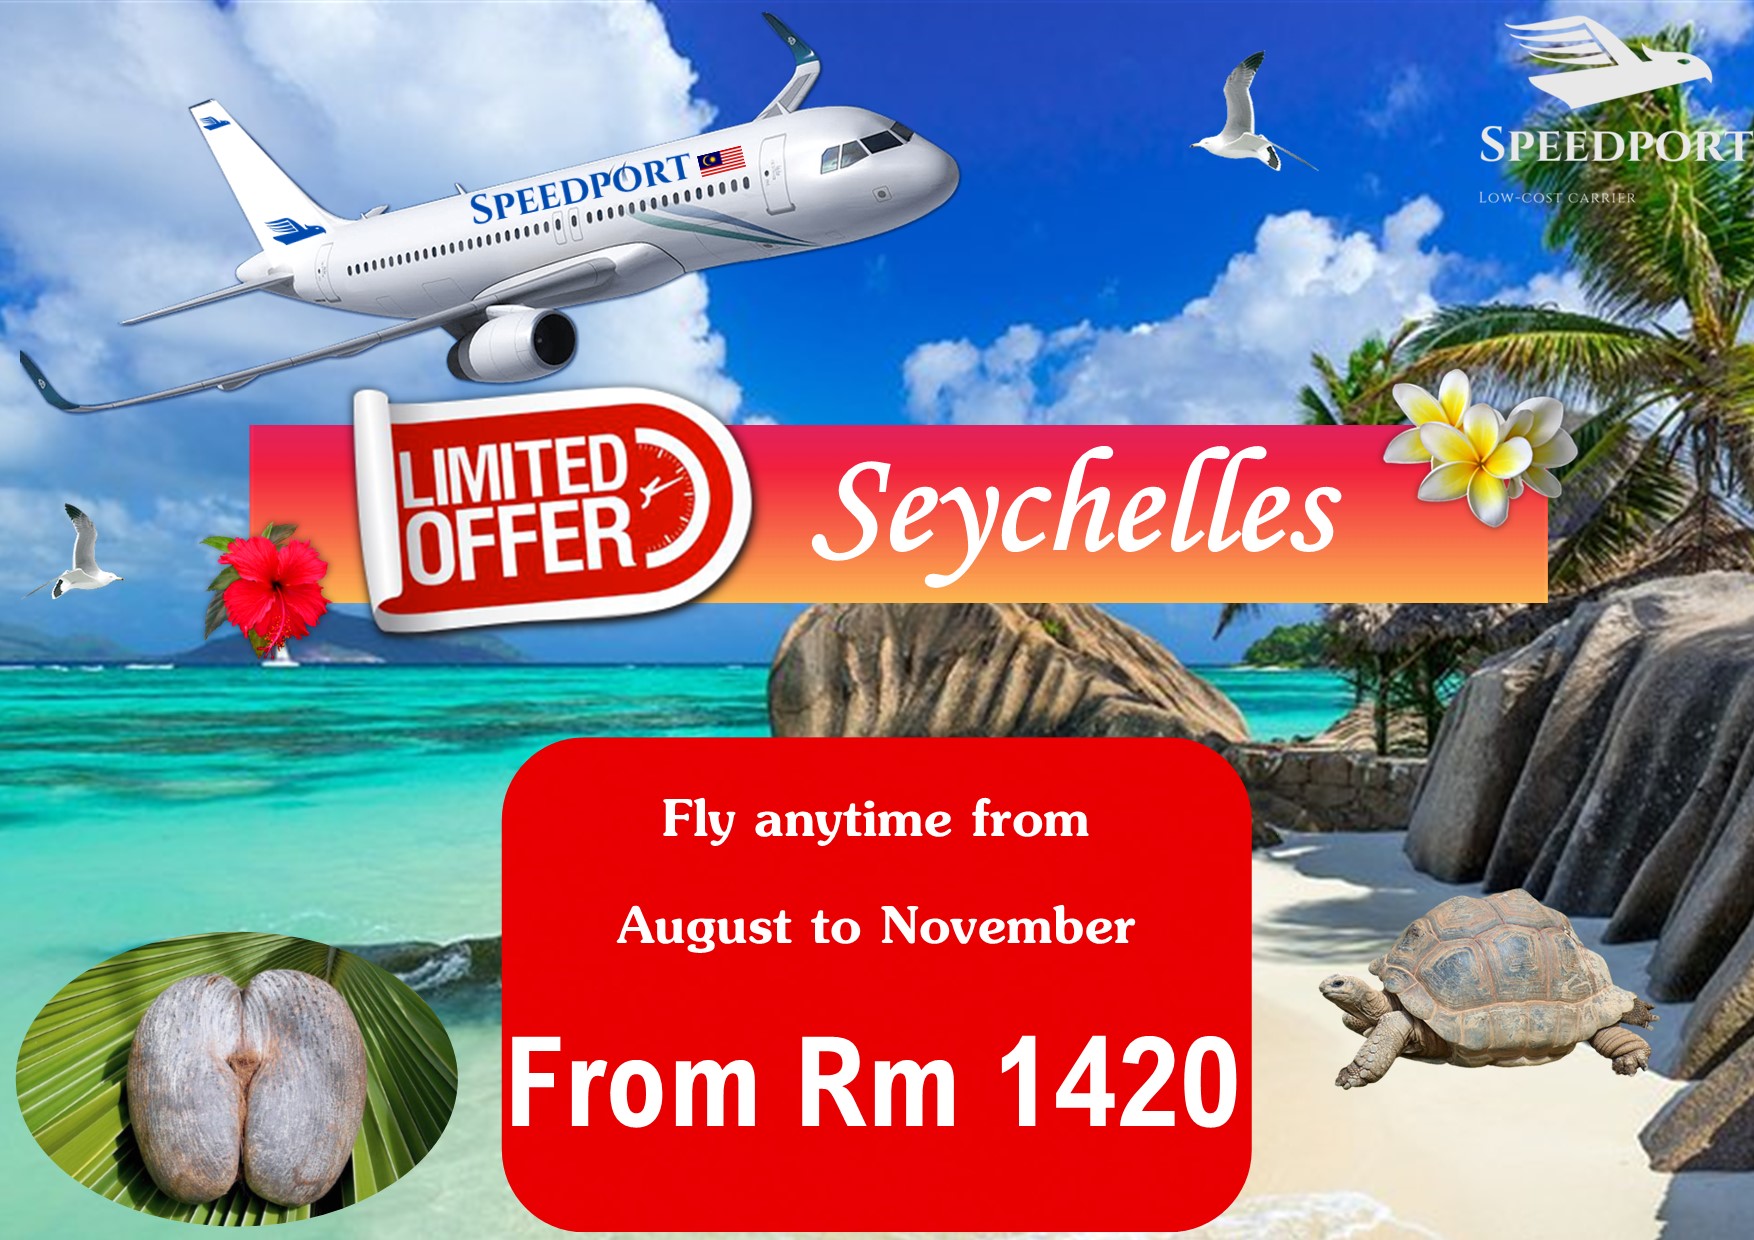 SPEEDPORT
SPEEDPORT
LOW-COST CARRIER
LIMITED
OFFER
Seychelles
Fly anytime from
August to November
From Rm 1420